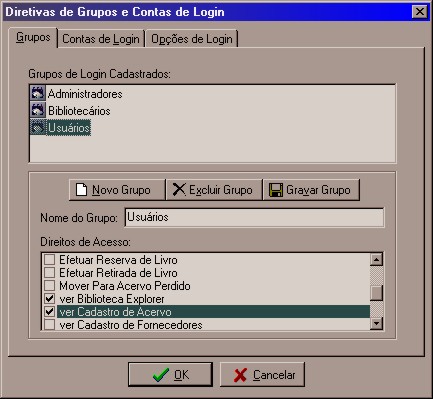 Diretivas de Grupos e Contas de Login
Grupos Contas de Login Opções de Login
Grupos de Login Cadastrados:
Administradores
Bibliotecários
Usuários
Novo Grupo Excluir Grupo Gravar Grupo
Nome do Grupo: Usuários
Direitos de Acesso:
Efetuar Reserva de Livro
Efetuar Retirada de Livro
Mover Para Acervo Perdido
ver Biblioteca Explorer
ver Cadastro de Acervo
ver Cadastro de Fornecedores
OK Cancelar